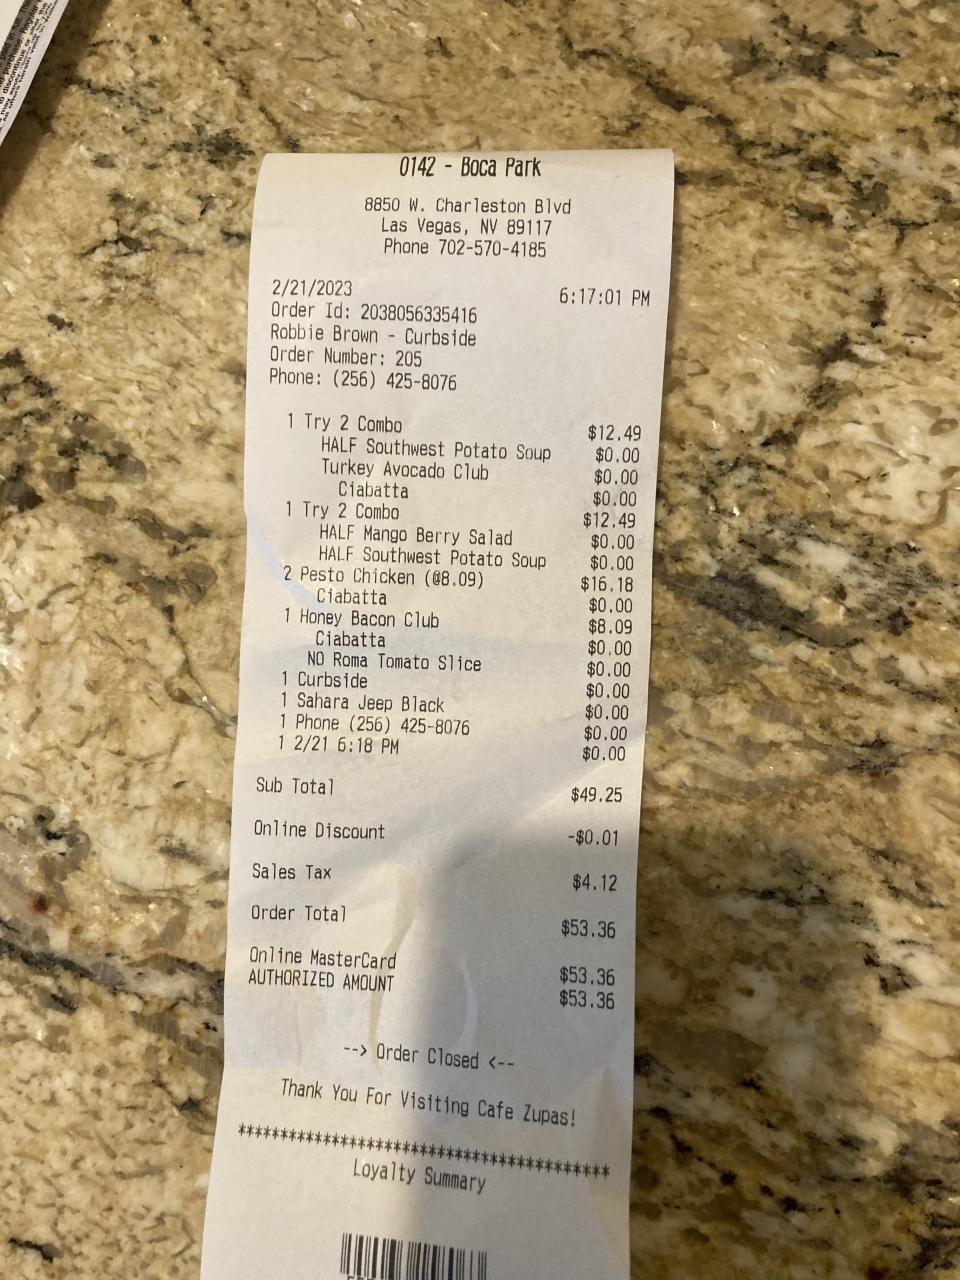 0142 - Boca Park
8850 W. Charleston Blvd
Las Vegas, NV 89117
Phone 702-570-4185
2/21/2023 6:17:01 PM
Order Id: 2038056335416
Robbie Brown - Curbside
Order Number: 205
Phone: (256) 425-8076
1 Try 2 Combo $12.49
HALF Southwest Potato Soup $0.00
Turkey Avocado Club $0.00
Ciabatta $0.00
1 Try 2 Combo $12.49
HALF Mango Berry Salad $0.00
HALF Southwest Potato Soup $0.00
2 Pesto Chicken (@8.09) $16.18
Ciabatta $0.00
1 Honey Bacon Club $8.09
Ciabatta $0.00
NO Roma Tomato Slice $0.00
1 Curbside $0.00
1 Sahara Jeep Black $0.00
1 Phone (256) 425-8076 $0.00
1 2/21 6:18 PM $0.00
Sub Total $49.25
Online Discount -$0.01
Sales Tax $4.12
Order Total $53.36
Online MasterCard $53.36
AUTHORIZED AMOUNT $53.36
--> Order Closed <--
Thank You For Visiting Cafe Zupas!
********************************************
Loyalty Summary